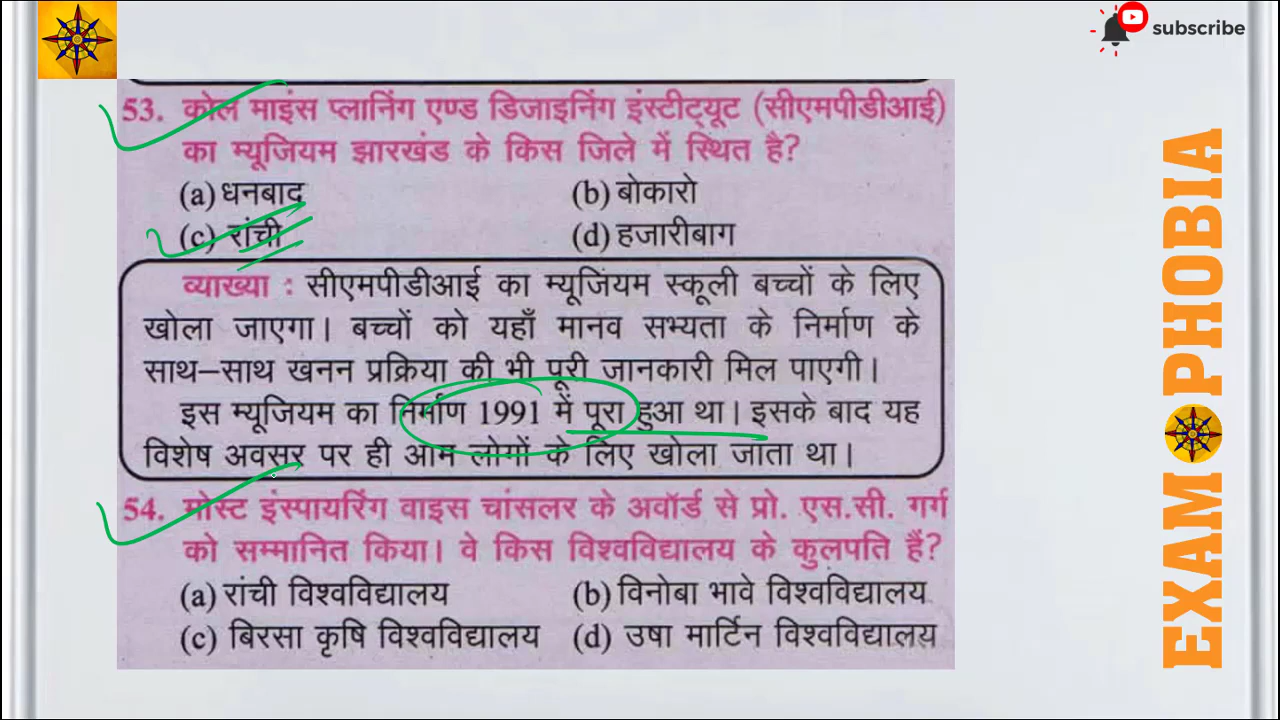 subscribe
53. कोल माइंस प्लानिंग एण्ड डिजाइनिंग इंस्टीट्यूट (सीएमपीडीआई)
का म्यूजियम झारखंड के किस जिले में स्थित है?
(a) धनबाद (b) बोकारो
(c) रांची (d) हजारीबाग
व्याख्या : सीएमपीडीआई का म्यूजियम स्कूली बच्चों के लिए
खोला जाएगा। बच्चों को यहाँ मानव सभ्यता के निर्माण के
साथ–साथ खनन प्रक्रिया की भी पूरी जानकारी मिल पाएगी।
इस म्यूजियम का निर्माण 1991 में पूरा हुआ था। इसके बाद यह
विशेष अवसर पर ही आम लोगों के लिए खोला जाता था।
54. मोस्ट इंस्पायरिंग वाइस चांसलर के अवॉर्ड से प्रो. एस.सी. गर्ग
को सम्मानित किया। वे किस विश्वविद्यालय के कुलपति हैं?
(a) रांची विश्वविद्यालय (b) विनोबा भावे विश्वविद्यालय
(c) बिरसा कृषि विश्वविद्यालय (d) उषा मार्टिन विश्वविद्यालय
EXAM PHOBIA